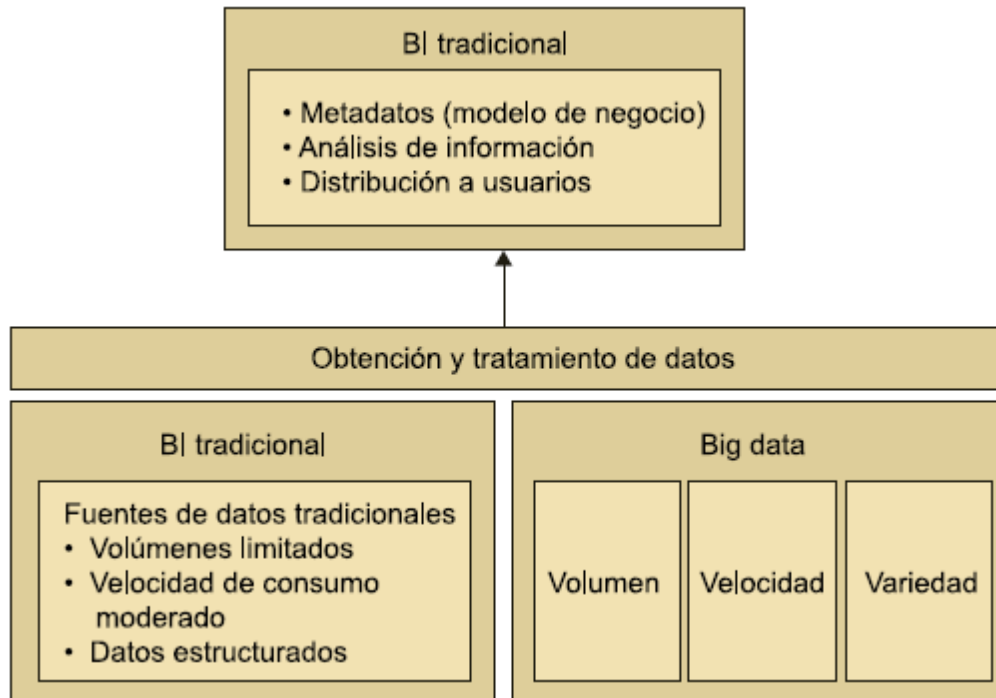 BI tradicional
• Metadatos (modelo de negocio)
• Análisis de información
• Distribución a usuarios
Obtención y tratamiento de datos
BI tradicional
Fuentes de datos tradicionales
• Volúmenes limitados
• Velocidad de consumo
moderado
• Datos estructurados
Big data
Volumen
Velocidad
Variedad